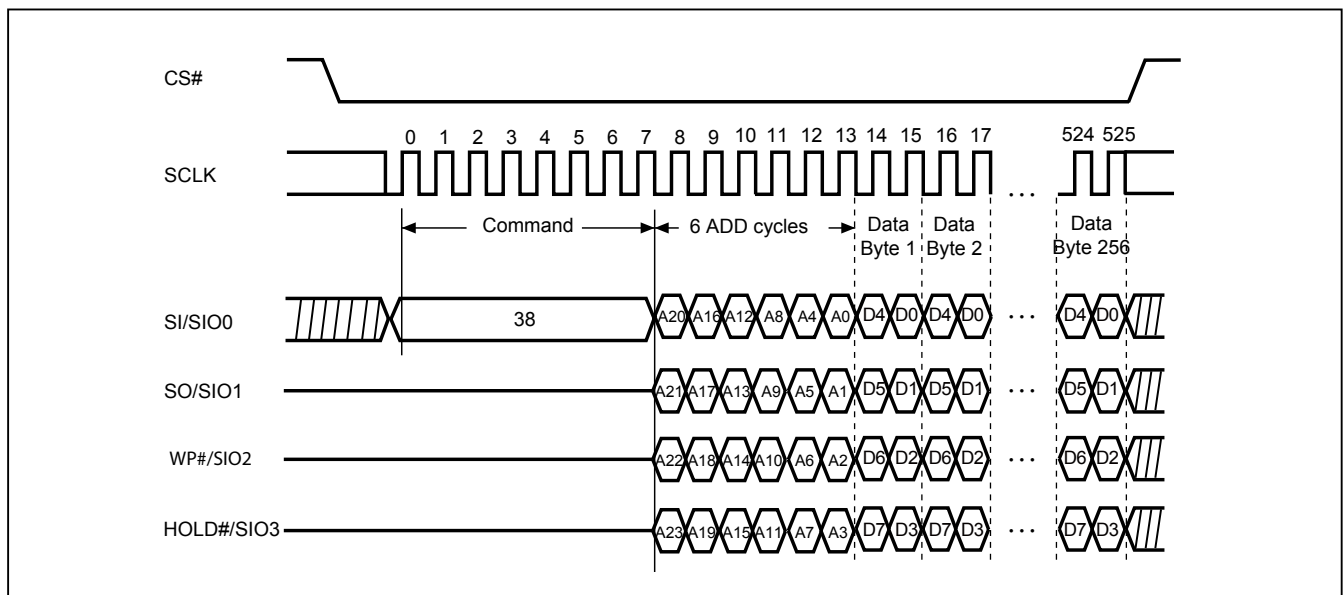 CS#
0 1 2 3 4 5 6 7 8 9 10 11 12 13 14 15 16 17 524 525
SCLK
...
Command 6 ADD cycles Data Data Data
Byte 1 Byte 2 Byte 256
SI/SIO0 38 A20 A16 A12 A8 A4 A0 D4 D0 D4 D0 ... D4 D0
SO/SIO1 A21 A17 A13 A9 A5 A1 D5 D1 D5 D1 ... D5 D1
WP#/SIO2 A22 A18 A14 A10 A6 A2 D6 D2 D6 D2 ... D6 D2
HOLD#/SIO3 A23 A19 A15 A11 A7 A3 D7 D3 D7 D3 ... D7 D3